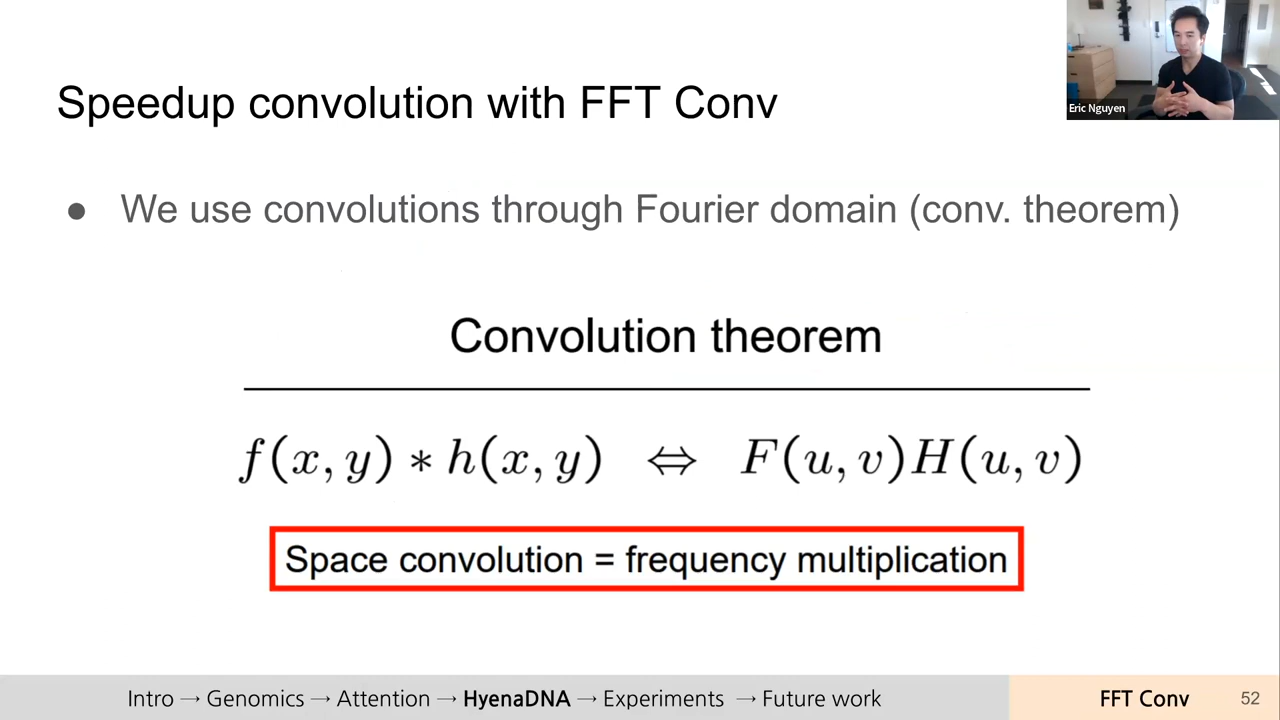 Eric Nguyen
Speedup convolution with FFT Conv
● We use convolutions through Fourier domain (conv. theorem)
Convolution theorem
f(x, y) ∗ h(x, y) ⇔ F(u, v)H(u, v)
Space convolution = frequency multiplication
Intro → Genomics → Attention → HyenaDNA → Experiments → Future work
FFT Conv 52